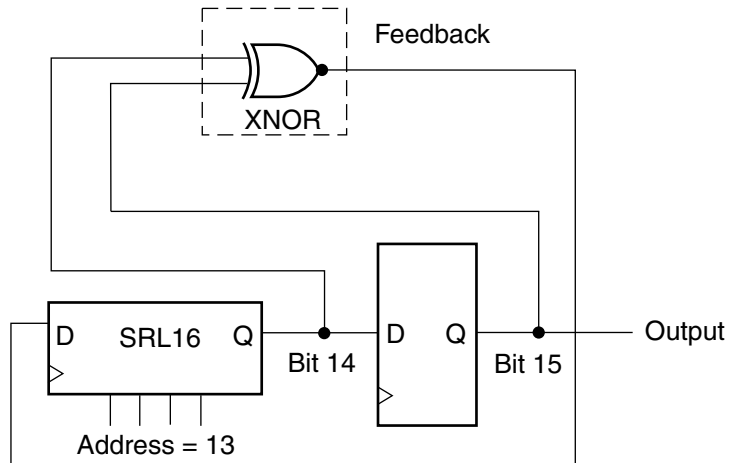 Feedback
XNOR
D SRL16 Q
D Q
Output
Bit 14
Bit 15
Address = 13